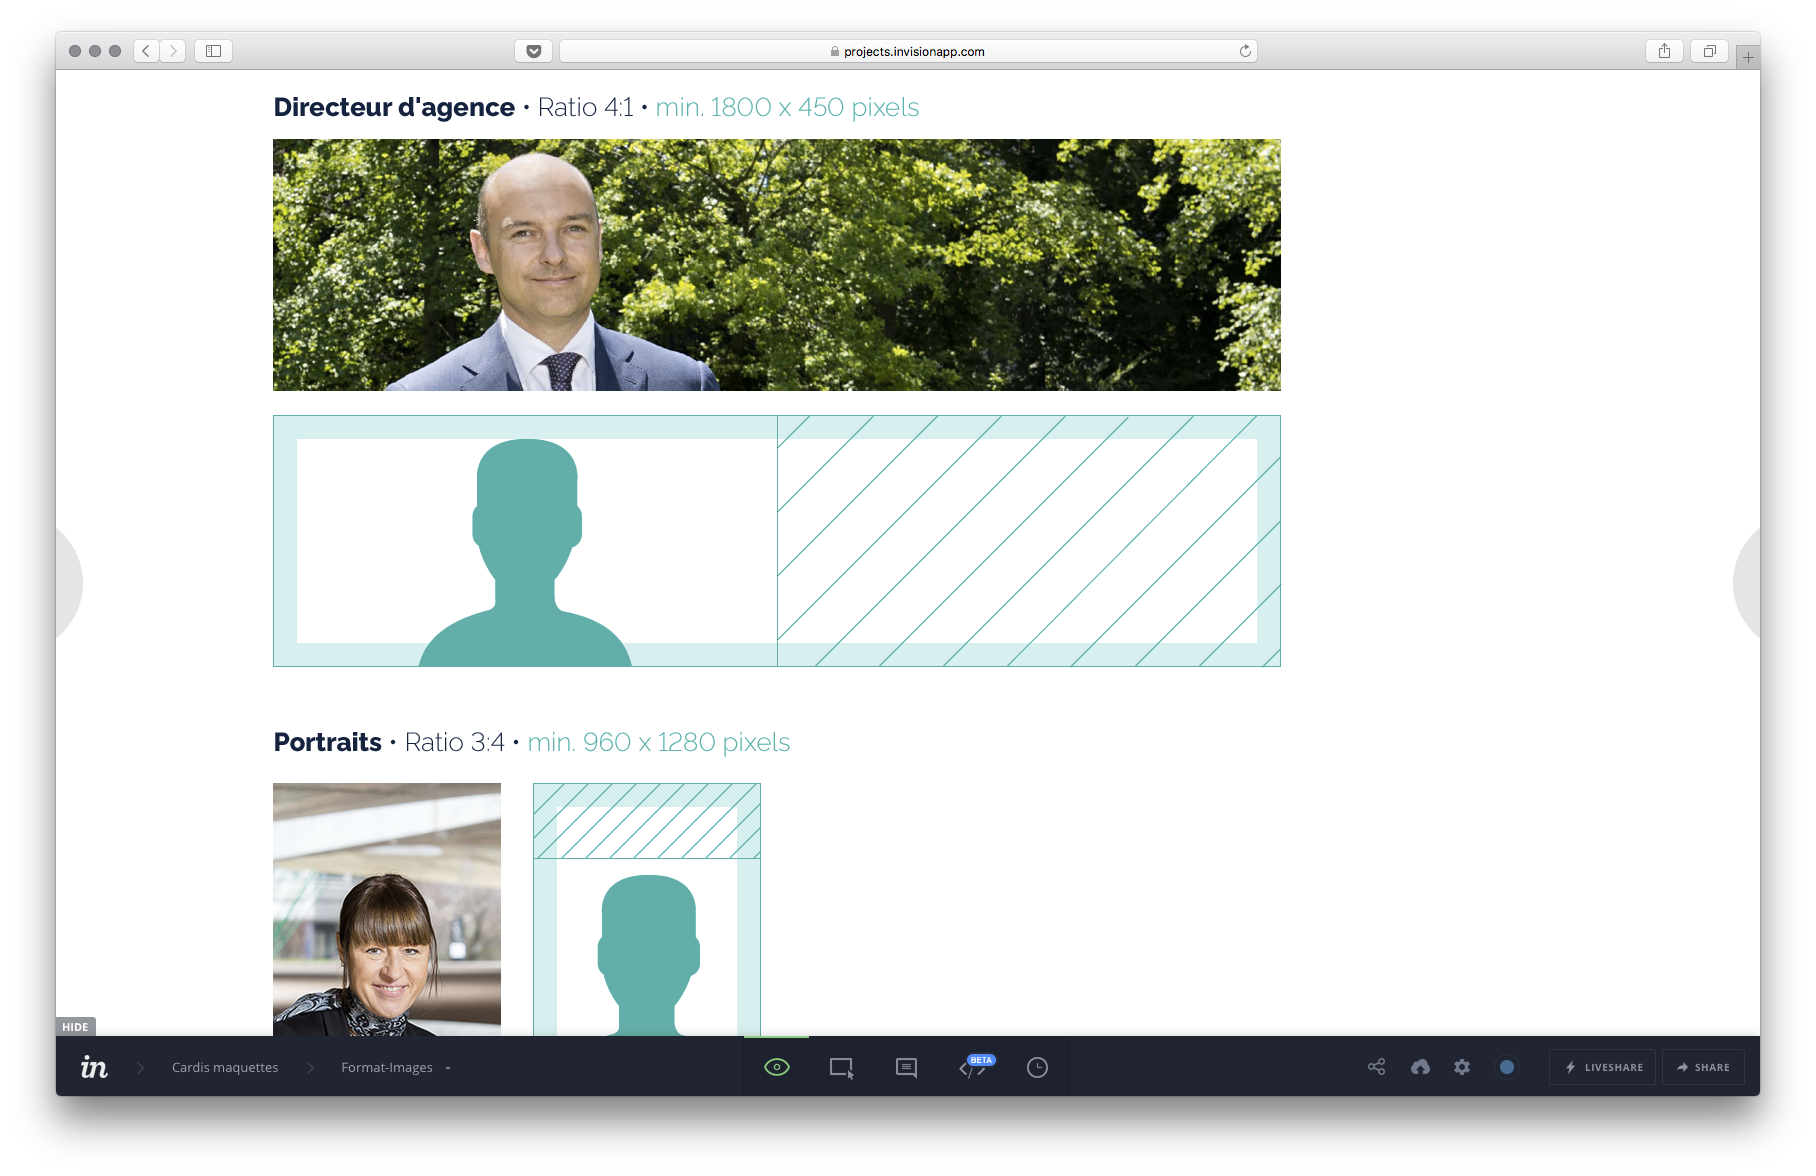 projects.invisionapp.com
Directeur d'agence • Ratio 4:1 • min. 1800 x 450 pixels
Portraits • Ratio 3:4 • min. 960 x 1280 pixels
HIDE
in Cardis maquettes Format-Images BETA LIVESHARE SHARE